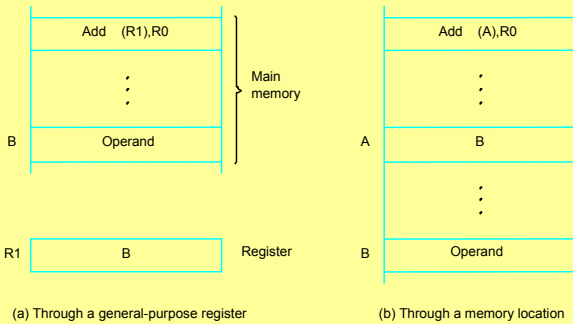 Add (R1),R0
Main
memory
B Operand
R1 B Register
(a) Through a general-purpose register
Add (A),R0
A B
B Operand
(b) Through a memory location